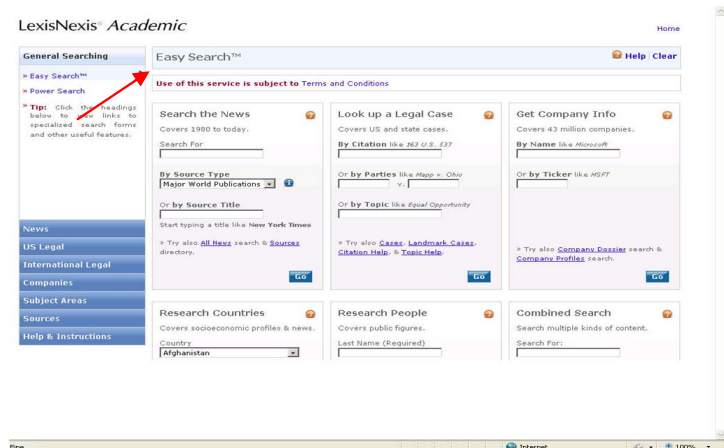 LexisNexis® Academic
Home
General Searching
» Easy Search™
» Power Search
» Tip: Click the headings
below to view links to
specialized search forms
and other useful features.
News
US Legal
International Legal
Companies
Subject Areas
Sources
Help & Instructions
Easy Search™
Help Clear
Use of this service is subject to Terms and Conditions
Search the News
Covers 1980 to today.
Search For
By Source Type
Major World Publications
Or by Source Title
Start typing a title like New York Times
» Try also All News search & Sources
directory.
Go
Look up a Legal Case
Covers US and state cases.
By Citation like 163 U.S. 537
Or by Parties like Mapp v. Ohio
v.
Or by Topic like Equal Opportunity
» Try also Cases, Landmark Cases,
Citation Help, & Topic Help.
Go
Get Company Info
Covers 43 million companies.
By Name like Microsoft
Or by Ticker like MSFT
» Try also Company Dossier search &
Company Profiles search.
Go
Research Countries
Covers socioeconomic profiles & news.
Country
Afghanistan
Research People
Covers public figures.
Last Name (Required)
Combined Search
Search multiple kinds of content.
Search For:
Internet
100%